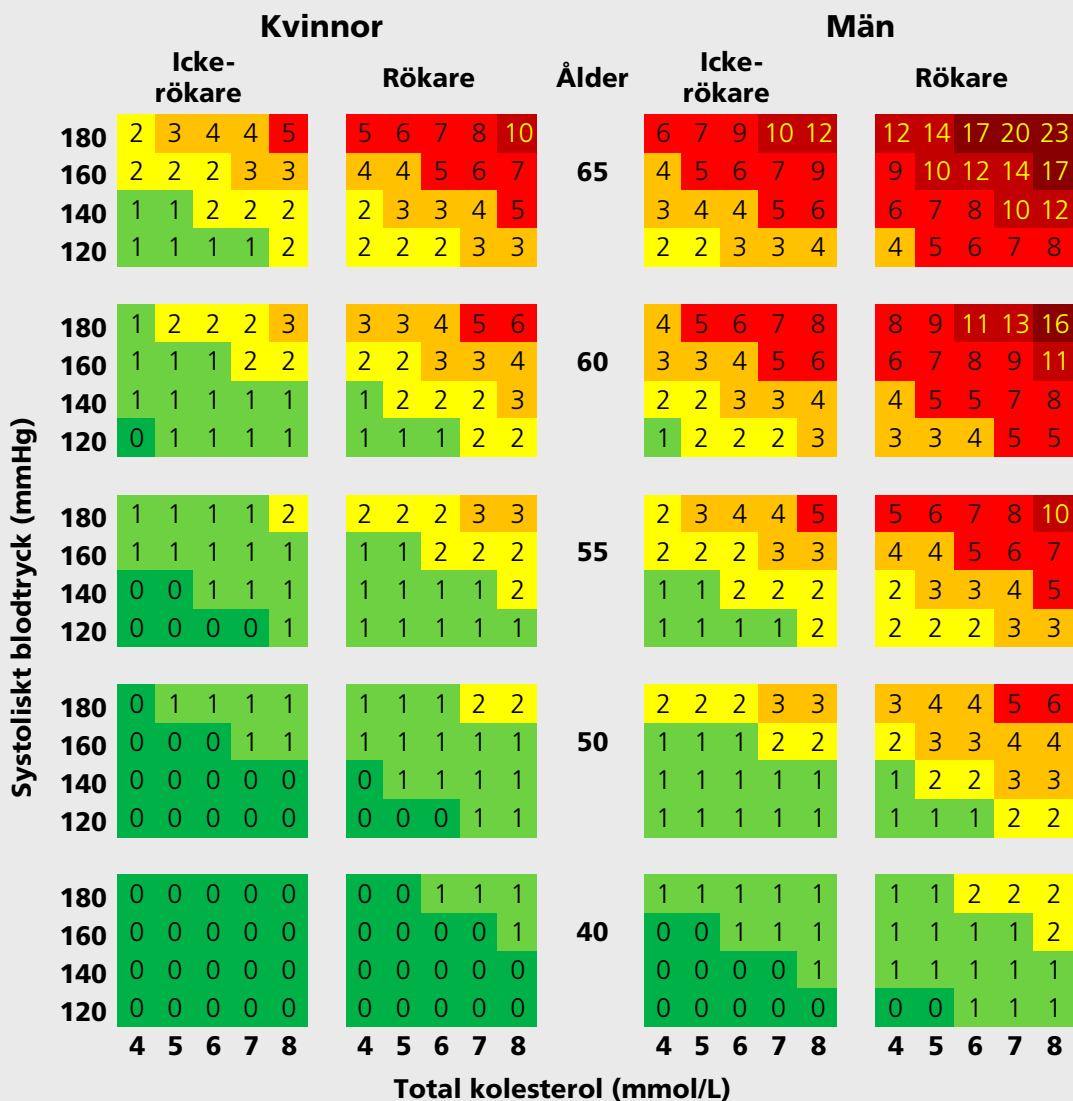 Kvinnor Män
Icke- Rökare Ålder Icke- Rökare
rökare rökare
180 2 3 4 4 5 5 6 7 8 10 6 7 9 10 12 12 14 17 20 23
160 2 2 2 3 3 4 4 5 6 7 65 4 5 6 7 9 9 10 12 14 17
140 1 1 2 2 2 2 3 3 4 5 3 4 4 5 6 6 7 8 10 12
120 1 1 1 1 2 2 2 2 3 3 2 2 3 3 4 4 5 6 7 8
180 1 2 2 2 3 3 3 4 5 6 4 5 6 7 8 8 9 11 13 16
160 1 1 1 2 2 2 2 3 3 4 60 3 3 4 5 6 6 7 8 9 11
140 1 1 1 1 1 1 2 2 2 3 2 2 3 3 4 4 5 5 7 8
120 0 1 1 1 1 1 1 1 2 2 1 2 2 2 3 3 3 4 5 5
180 1 1 1 1 2 2 2 2 3 3 2 3 4 4 5 5 6 7 8 10
160 1 1 1 1 1 1 1 2 2 2 55 2 2 2 3 3 4 4 5 6 7
140 0 0 1 1 1 1 1 1 1 2 1 1 2 2 2 2 3 3 4 5
120 0 0 0 0 1 1 1 1 1 1 1 1 1 1 2 2 2 2 3 3
180 0 1 1 1 1 1 1 1 2 2 2 2 2 3 3 3 4 4 5 6
160 0 0 0 1 1 1 1 1 1 1 50 1 1 1 2 2 2 3 3 4 4
140 0 0 0 0 0 0 1 1 1 1 1 1 1 1 1 1 2 2 3 3
120 0 0 0 0 0 0 0 0 1 1 1 1 1 1 1 1 1 1 2 2
180 0 0 0 0 0 0 0 1 1 1 1 1 1 1 1 1 1 2 2 2
160 0 0 0 0 0 0 0 0 0 1 40 0 0 1 1 1 1 1 1 1 2
140 0 0 0 0 0 0 0 0 0 0 0 0 0 0 1 1 1 1 1 1
120 0 0 0 0 0 0 0 0 0 0 0 0 0 0 0 0 0 1 1 1
4 5 6 7 8 4 5 6 7 8 4 5 6 7 8 4 5 6 7 8
Total kolesterol (mmol/L)
Systoliskt blodtryck (mmHg)